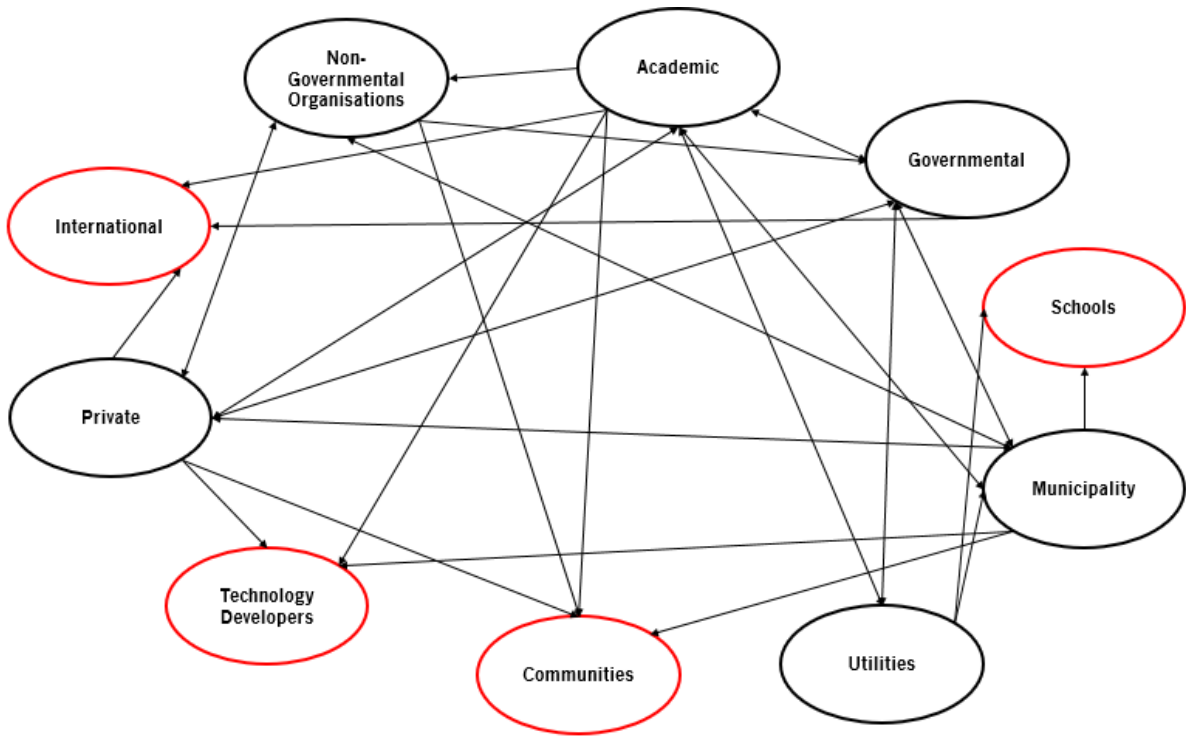 Non-
Governmental
Organisations
Academic
Governmental
International
Schools
Private
Municipality
Technology
Developers
Communities
Utilities